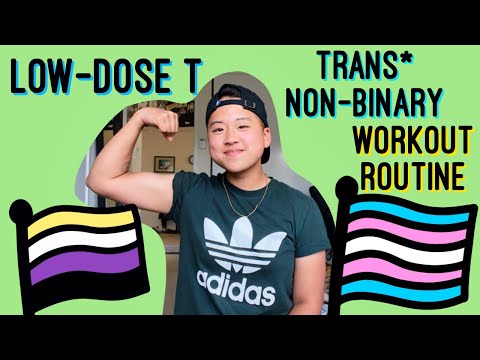 LOW-DOSE T
TRANS*
NON-BINARY
WORKOUT
ROUTINE
adidas